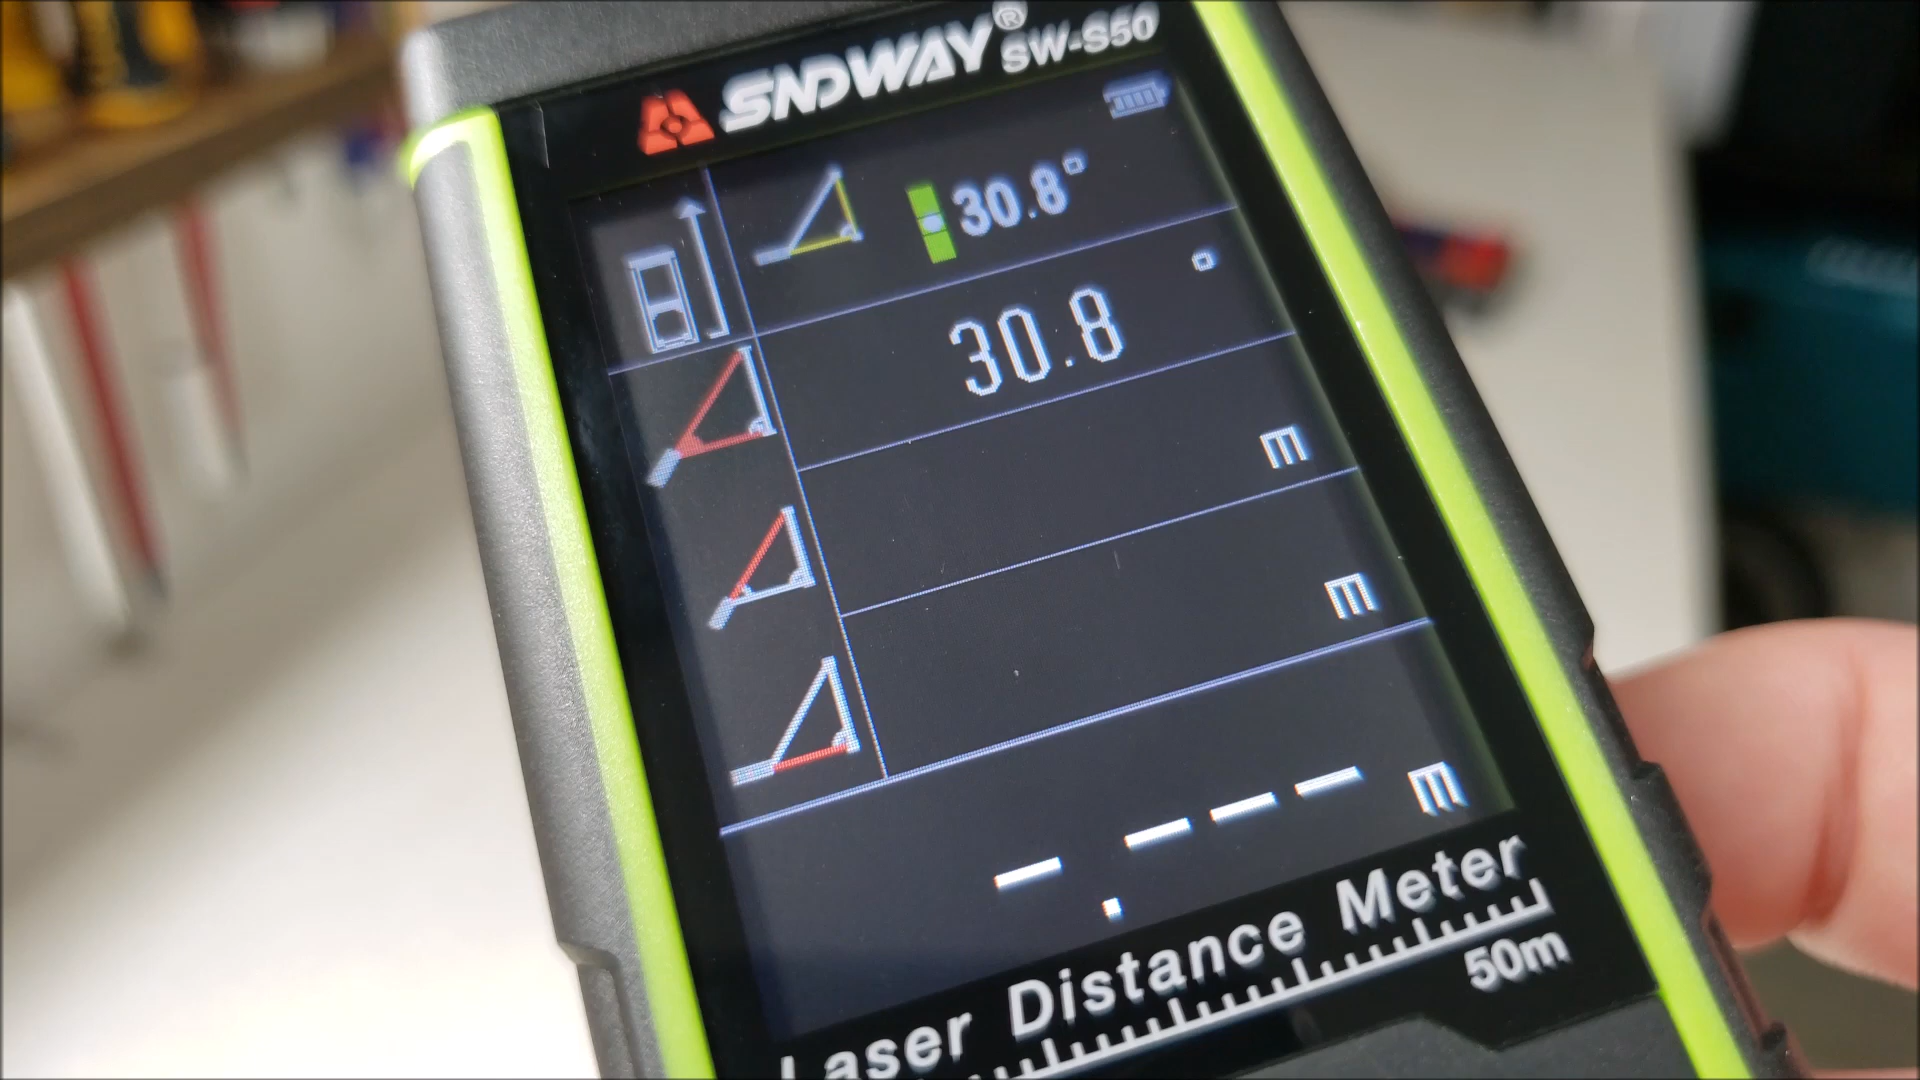 SNDWAY® SW-S50
30.8°
30.8 °
m
m
-.--- m
Laser Distance Meter
50m